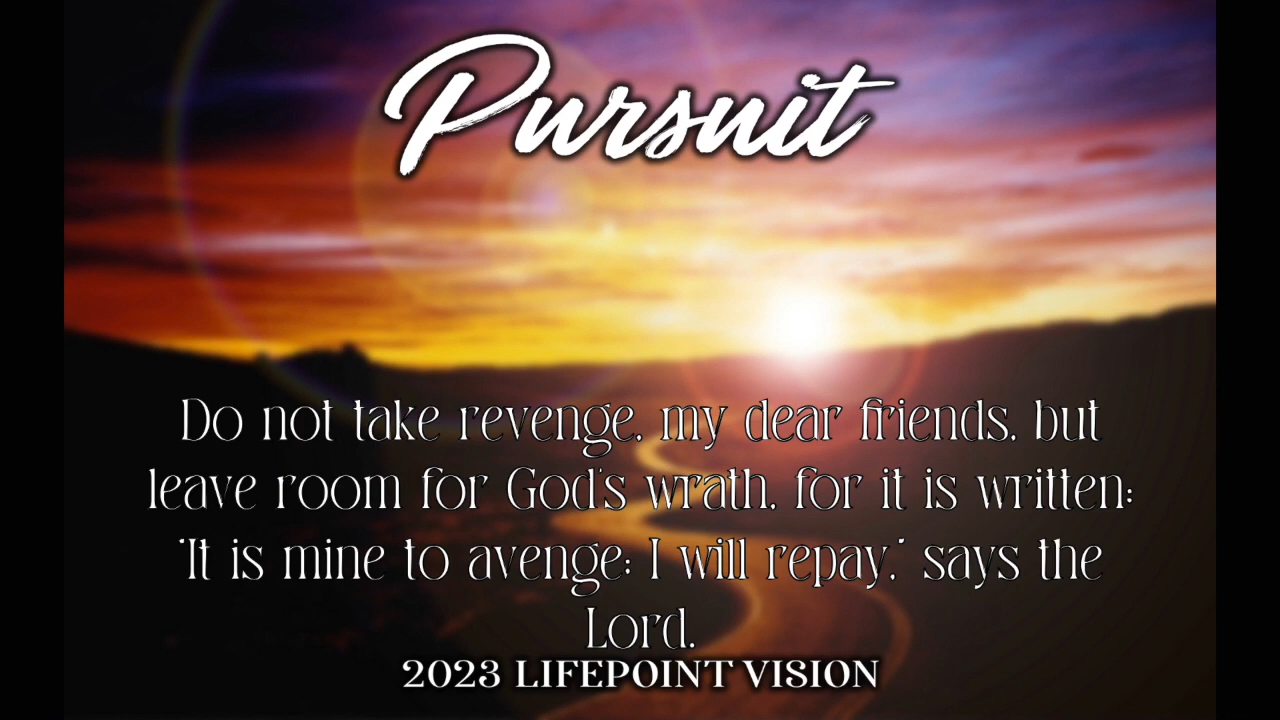 Pursuit
Do not take revenge, my dear friends, but
leave room for God's wrath, for it is written:
"It is mine to avenge; I will repay," says the
Lord.
2023 LIFEPOINT VISION